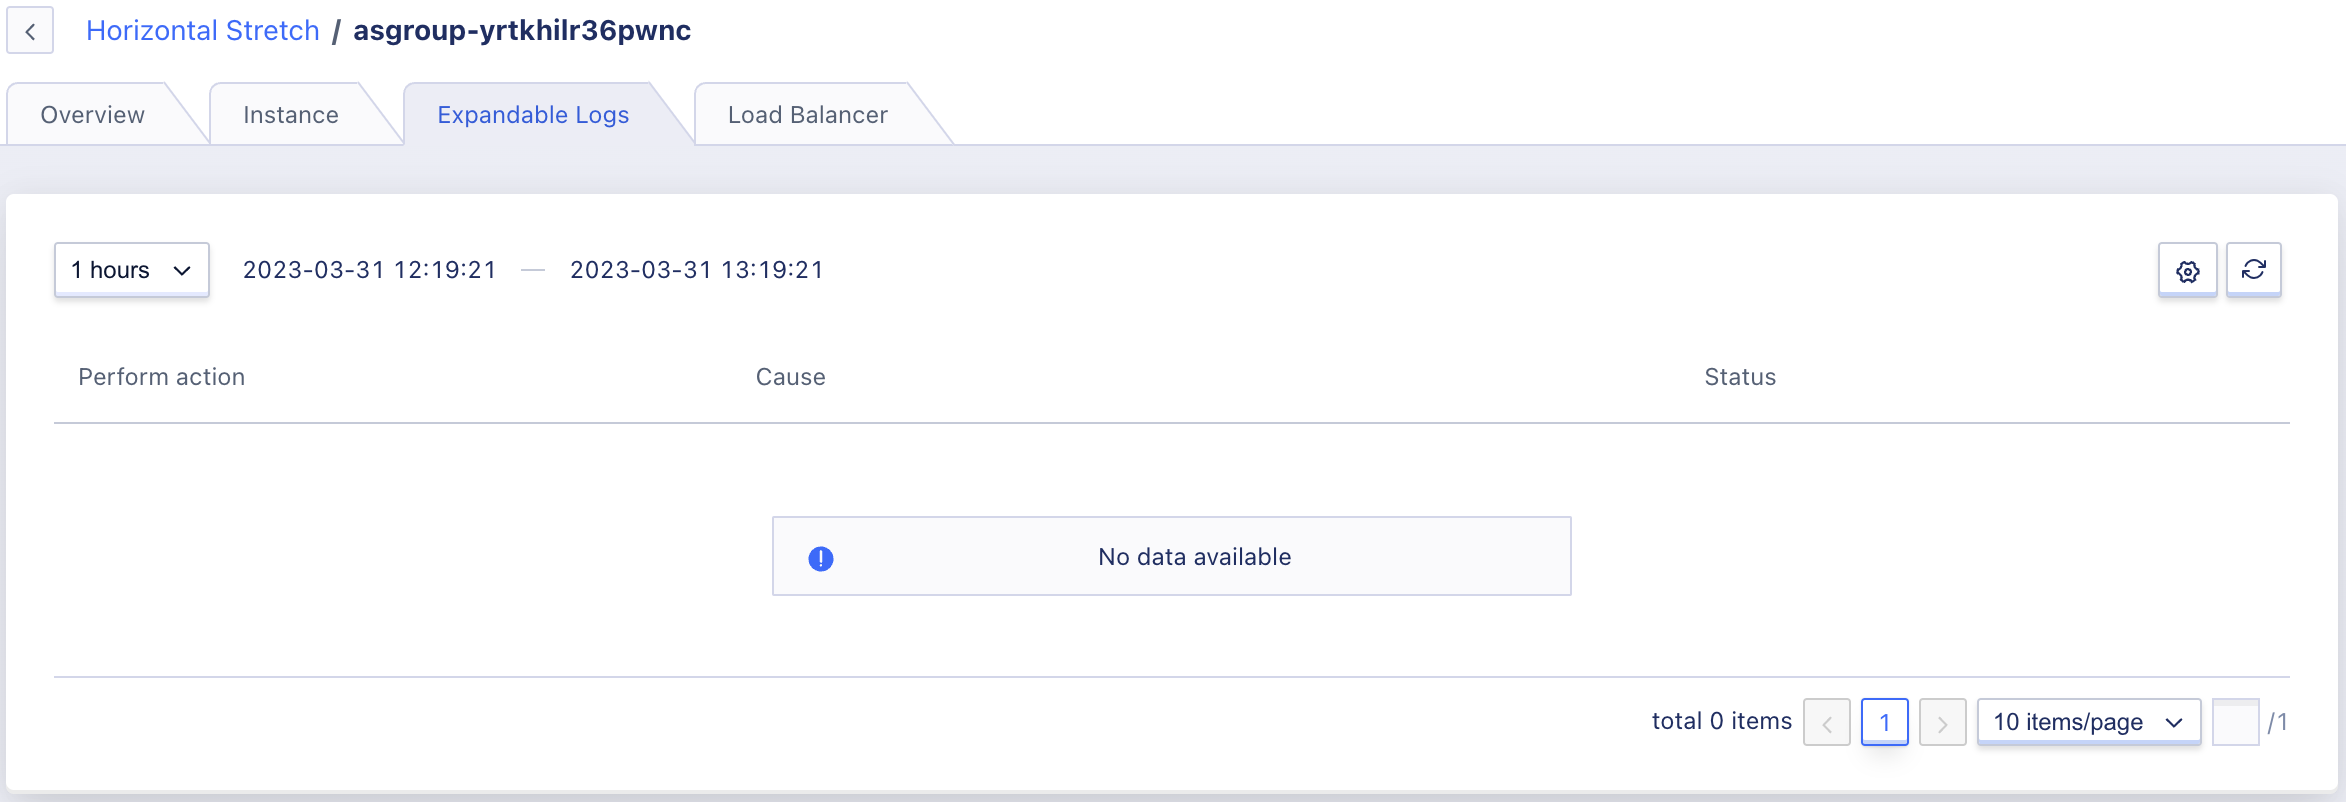 Horizontal Stretch / asgroup-yrtkhilr36pwnc
Overview Instance Expandable Logs Load Balancer
1 hours 2023-03-31 12:19:21 — 2023-03-31 13:19:21
Perform action Cause Status
No data available
total 0 items 1 10 items/page /1